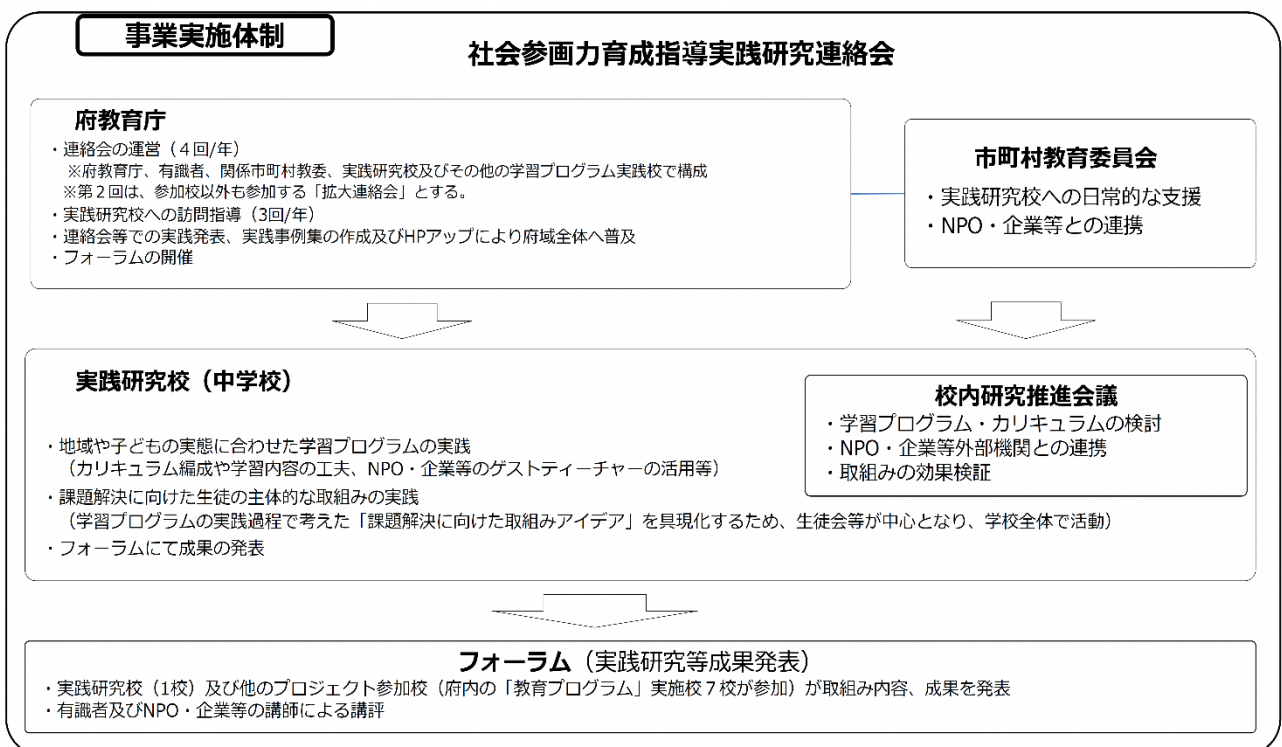 事業実施体制
社会参画力育成指導実践研究連絡会
府教育庁
・連絡会の運営（４回/年）
※府教育庁、有識者、関係市町村教委、実践研究校及びその他の学習プログラム実践校で構成
※第２回は、参加校以外も参加する「拡大連絡会」とする。
・実践研究校への訪問指導（3回/年）
・連絡会等での実践発表、実践事例集の作成及びHPアップにより府域全体へ普及
・フォーラムの開催
市町村教育委員会
・実践研究校への日常的な支援
・NPO・企業等との連携
実践研究校（中学校）
・地域や子どもの実態に合わせた学習プログラムの実践
（カリキュラム編成や学習内容の工夫、NPO・企業等のゲストティーチャーの活用等）
・課題解決に向けた生徒の主体的な取組みの実践
（学習プログラムの実践過程で考えた「課題解決に向けた取組みアイデア」を具現化するため、生徒会等が中心となり、学校全体で活動）
・フォーラムにて成果の発表
校内研究推進会議
・学習プログラム・カリキュラムの検討
・NPO・企業等外部機関との連携
・取組みの効果検証
フォーラム（実践研究等成果発表）
・実践研究校（1校）及び他のプロジェクト参加校（府内の「教育プログラム」実施校７校が参加）が取組み内容、成果を発表
・有識者及びNPO・企業等の講師による講評